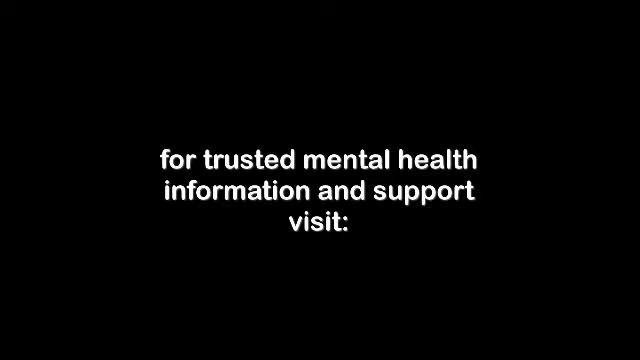 for trusted mental health
information and support
visit: